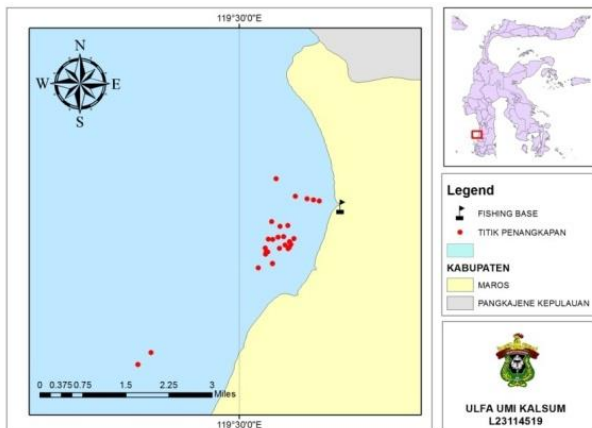 119°30'0"E
N
W E
S
0 0.375 0.75 1.5 2.25 3
Miles
119°30'0"E
Legend
FISHING BASE
TITIK PENANGKAPAN
KABUPATEN
MAROS
PANGKAJENE KEPULAUAN
ULFA UMI KALSUM
L23114519